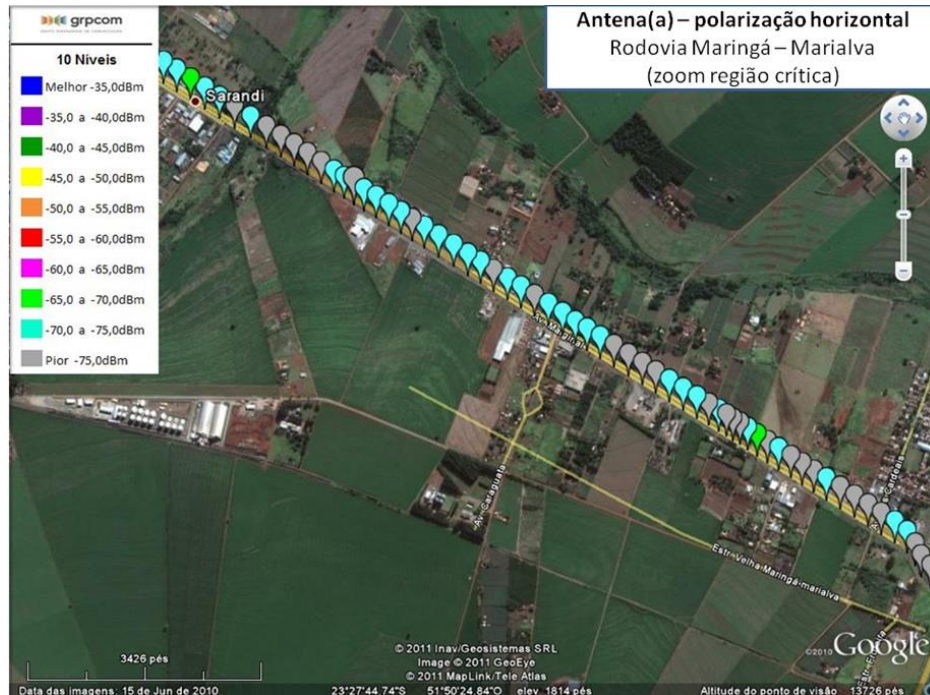 grpcom
Antena(a) – polarização horizontal
Rodovia Maringá – Marialva
(zoom região crítica)
10 Niveis
Melhor -35,0dBm
-35,0 a -40,0dBm
-40,0 a -45,0dBm
-45,0 a -50,0dBm
-50,0 a -55,0dBm
-55,0 a -60,0dBm
-60,0 a -65,0dBm
-65,0 a -70,0dBm
-70,0 a -75,0dBm
Pior -75,0dBm
Sarandi
Av. Marginal
Av. Caraguata
Estr. Velha Maringá-marialva
3426 pés
© 2011 Inav/Geosistemas SRL
Image © 2011 GeoEye
© 2011 MapLink/Tele Atlas
©2010 Google
Data das imagens: 15 de Jun de 2010
23°27'44.74"S 51°50'24.84"O elev. 1814 pés
Altitude do ponto de visão 13726 pés